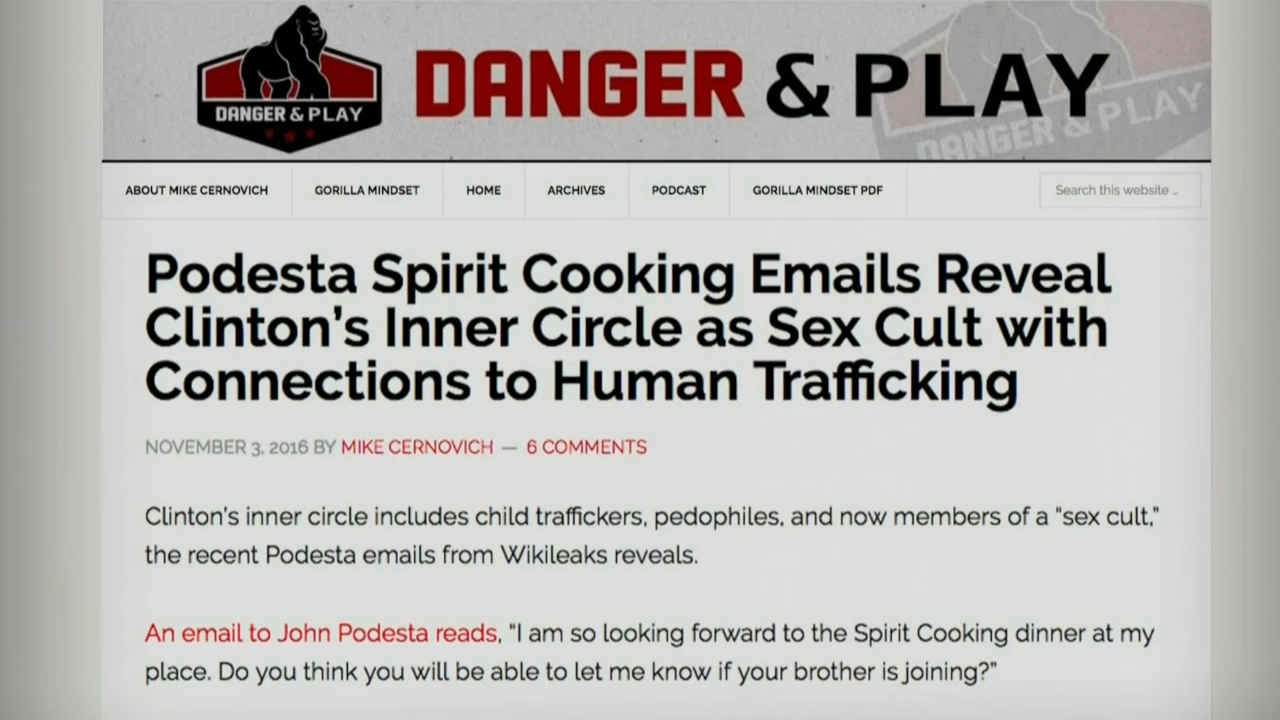 DANGER & PLAY
DANGER & PLAY
DANGER & PLAY
ABOUT MIKE CERNOVICH
GORILLA MINDSET
HOME
ARCHIVES
PODCAST
GORILLA MINDSET PDF
Search this website …
Podesta Spirit Cooking Emails Reveal
Clinton’s Inner Circle as Sex Cult with
Connections to Human Trafficking
NOVEMBER 3, 2016 BY MIKE CERNOVICH — 6 COMMENTS
Clinton’s inner circle includes child traffickers, pedophiles, and now members of a “sex cult,”
the recent Podesta emails from Wikileaks reveals.
An email to John Podesta reads, “I am so looking forward to the Spirit Cooking dinner at my
place. Do you think you will be able to let me know if your brother is joining?”